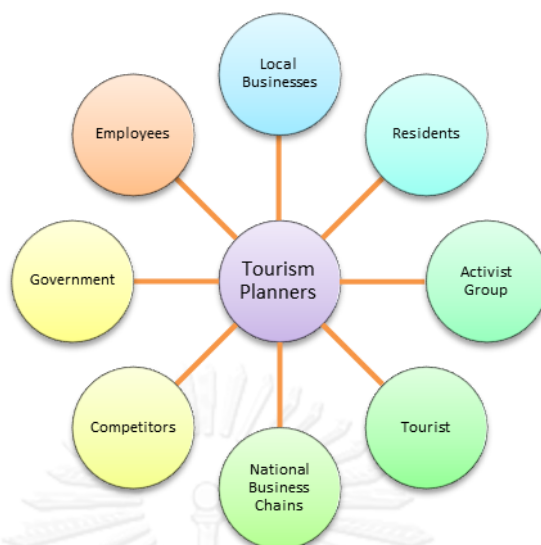 Local
Businesses
Employees
Residents
Tourism
Planners
Government
Activist
Group
Competitors
Tourist
National
Business
Chains